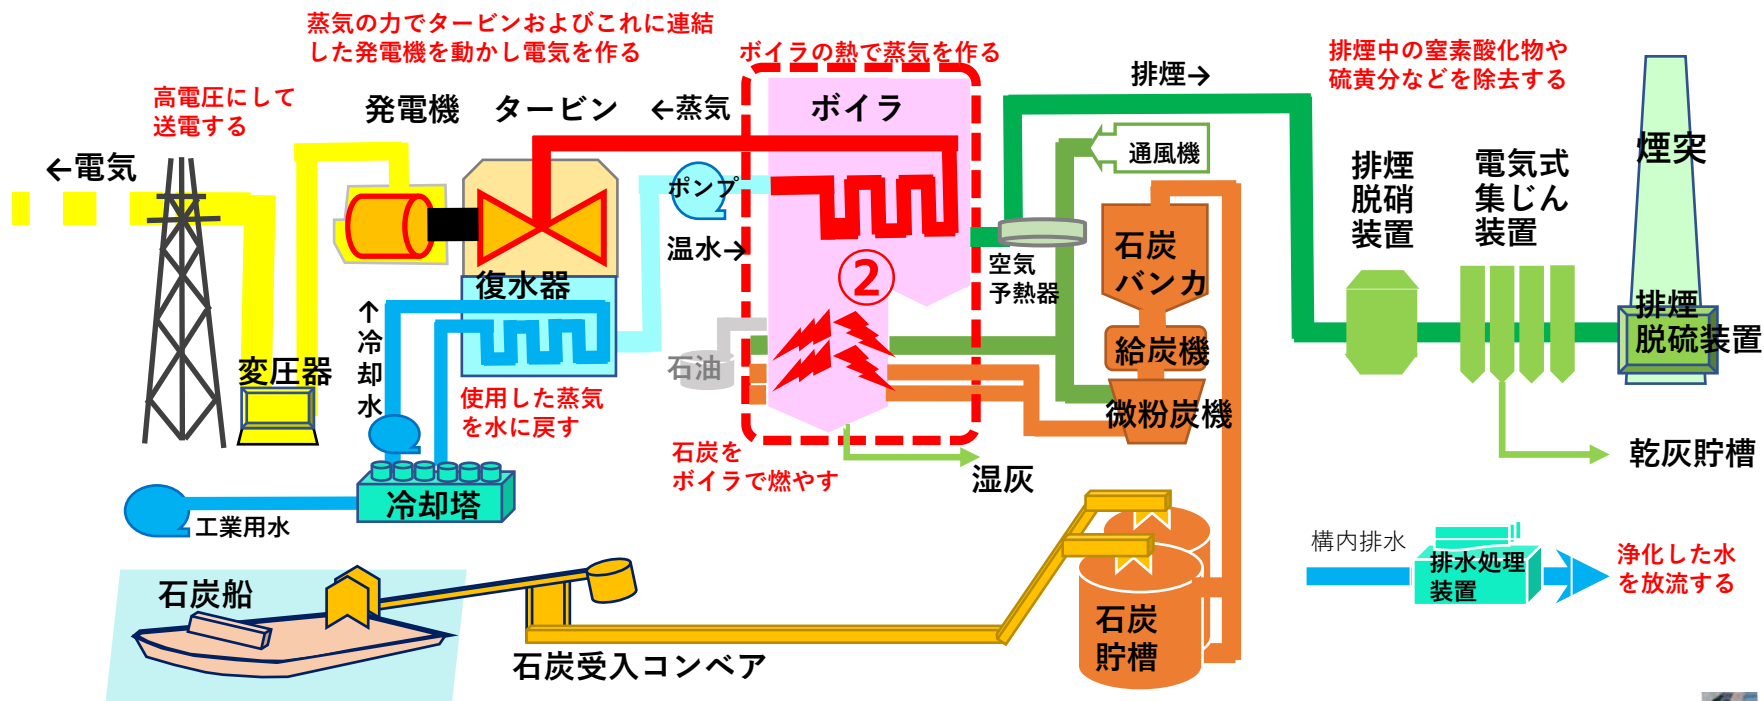 蒸気の力でタービンおよびこれに連結
した発電機を動かし電気を作る
ボイラの熱で蒸気を作る
排煙中の窒素酸化物や
硫黄分などを除去する
高電圧にして
送電する
発電機
タービン
←蒸気
ボイラ
排煙→
通風機
煙突
←電気
ポンプ
排煙
脱硝
装置
電気式
集じん
装置
温水→
石炭
バンカ
空気
予熱器
②
復水器
↑
冷
却
水
排煙
脱硫装置
変圧器
石油
給炭機
使用した蒸気
を水に戻す
微粉炭機
石炭を
ボイラで燃やす
湿灰
乾灰貯槽
冷却塔
工業用水
構内排水
排水処理
装置
浄化した水
を放流する
石炭船
石炭
貯槽
石炭受入コンベア